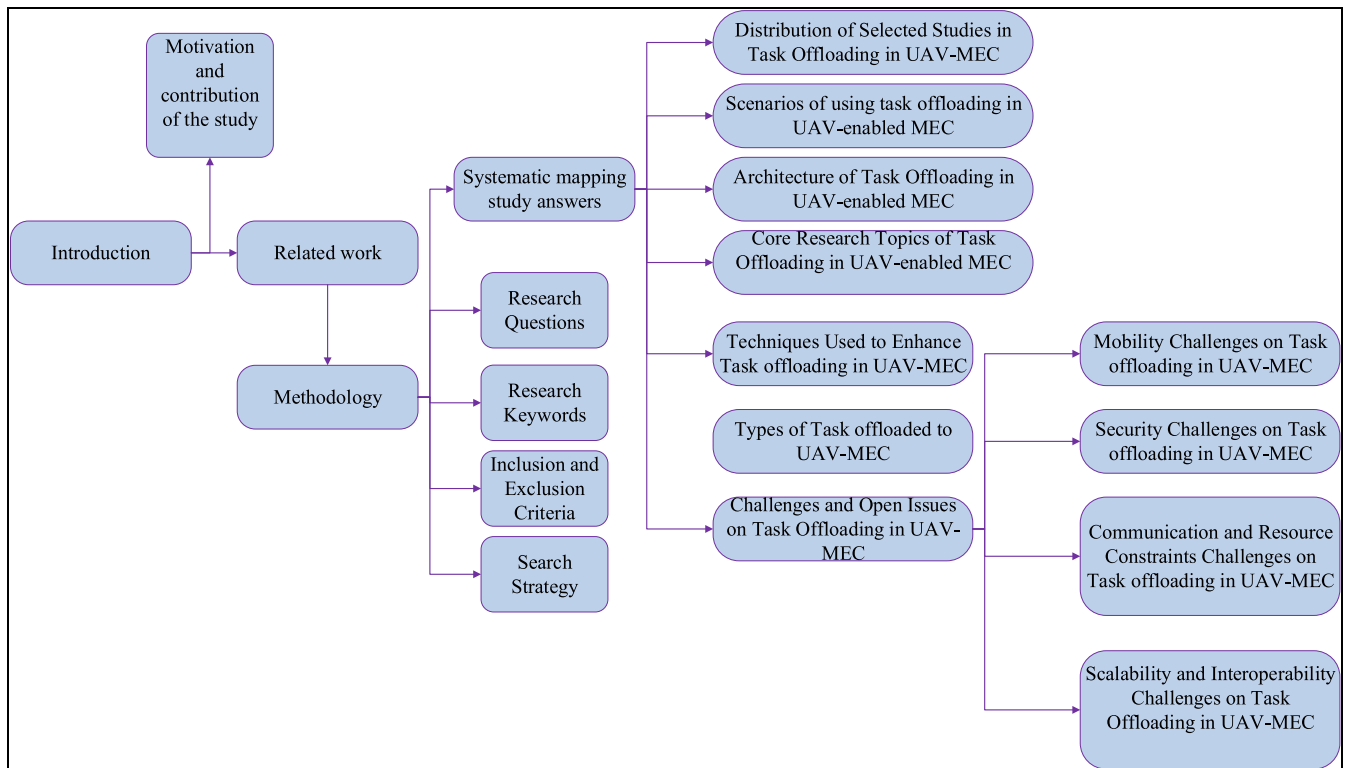 Motivation
and
contribution
of the study
Introduction
Related work
Methodology
Systematic mapping
study answers
Research
Questions
Research
Keywords
Inclusion and
Exclusion
Criteria
Search
Strategy
Distribution of Selected Studies in
Task Offloading in UAV-MEC
Scenarios of using task offloading in
UAV-enabled MEC
Architecture of Task Offloading in
UAV-enabled MEC
Core Research Topics of Task
Offloading in UAV-enabled MEC
Techniques Used to Enhance
Task offloading in UAV-MEC
Types of Task offloaded to
UAV-MEC
Challenges and Open Issues
on Task Offloading in UAV-
MEC
Mobility Challenges on Task
offloading in UAV-MEC
Security Challenges on Task
offloading in UAV-MEC
Communication and Resource
Constraints Challenges on
Task offloading in UAV-MEC
Scalability and Interoperability
Challenges on Task
Offloading in UAV-MEC